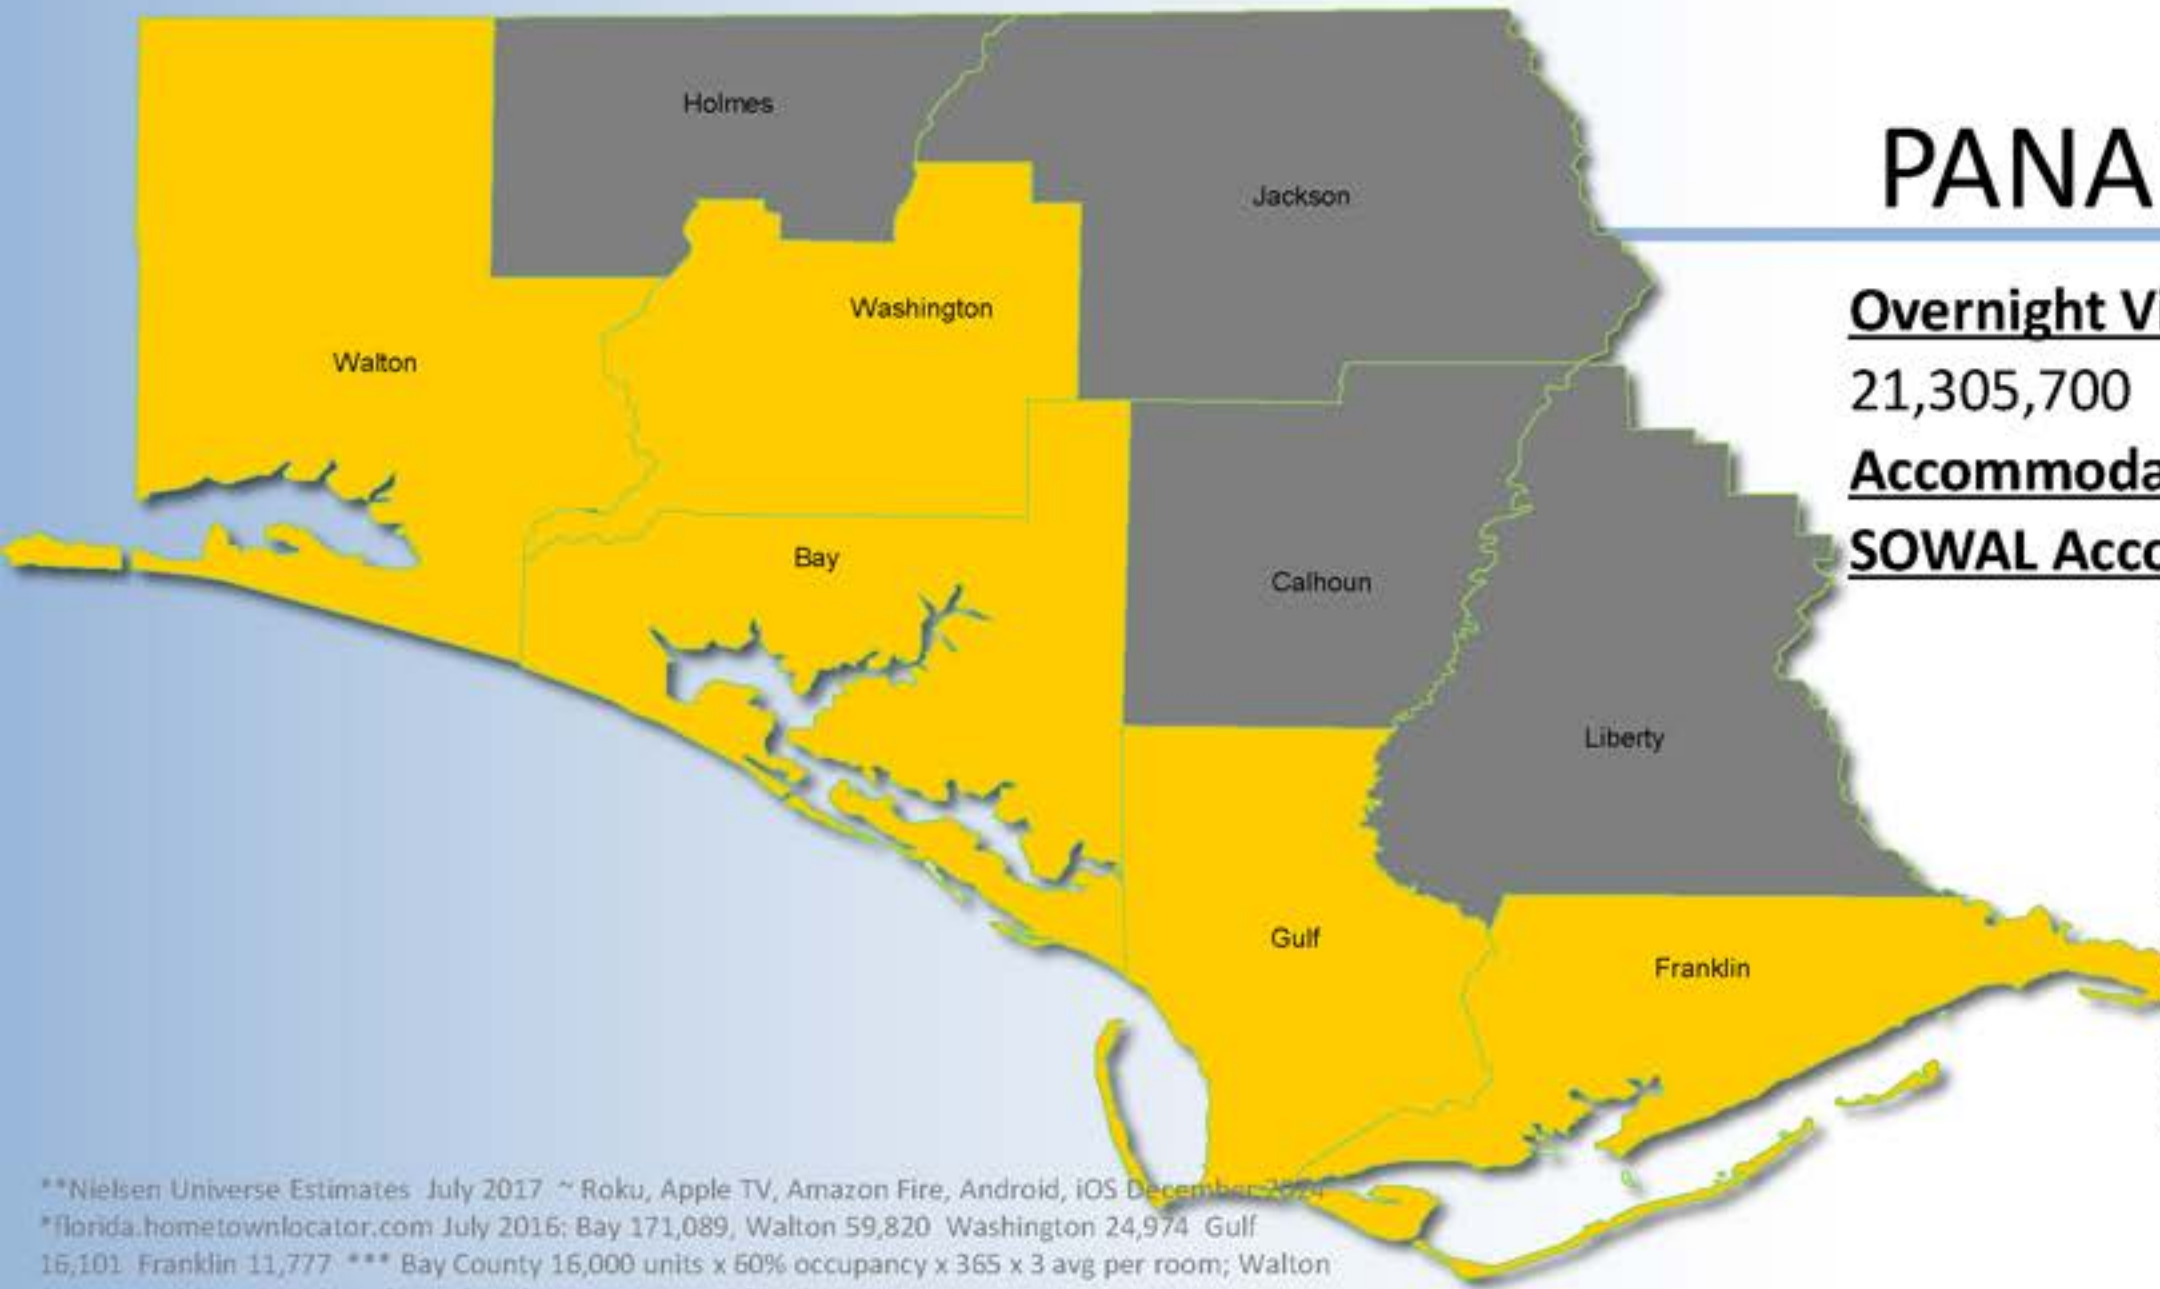 Holmes
PANA
Jackson
Overnight Vi
Washington
Walton
21,305,700
Accommoda
SOWAL Acco
Bay
Calhoun
Liberty
Gulf
Franklin
**Nielsen Universe Estimates July 2017 ~ Roku, Apple TV, Amazon Fire, Android, iOS December 2024
*florida.hometownlocator.com July 2016: Bay 171,089, Walton 59,820 Washington 24,974 Gulf
16,101 Franklin 11,777 *** Bay County 16,000 units x 60% occupancy x 365 x 3 avg per room; Walton